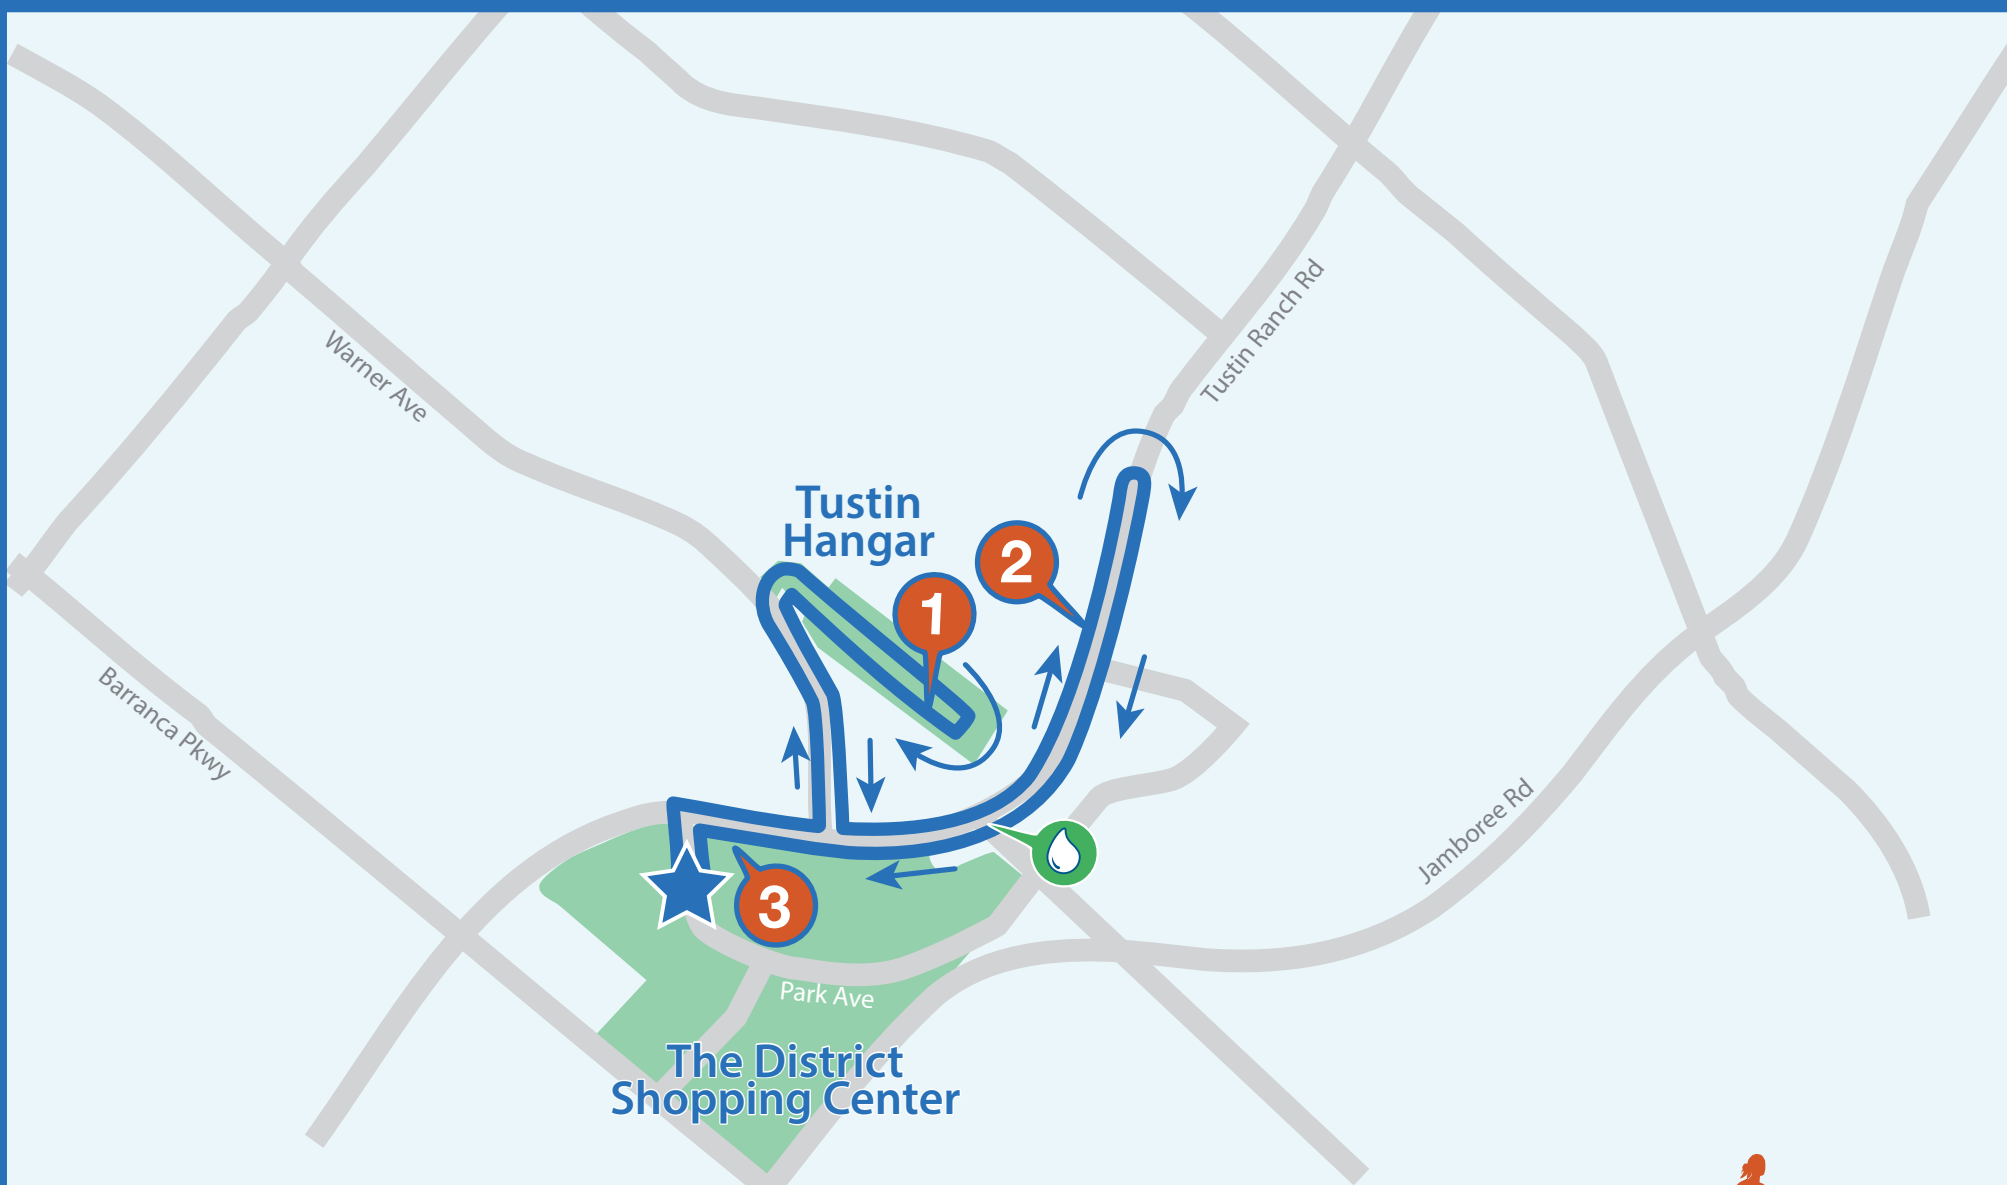 Tustin Ranch Rd
Warner Ave
Tustin
Hangar
2
1
Barranca Pkwy
Jamboree Rd
3
Park Ave
The District
Shopping Center